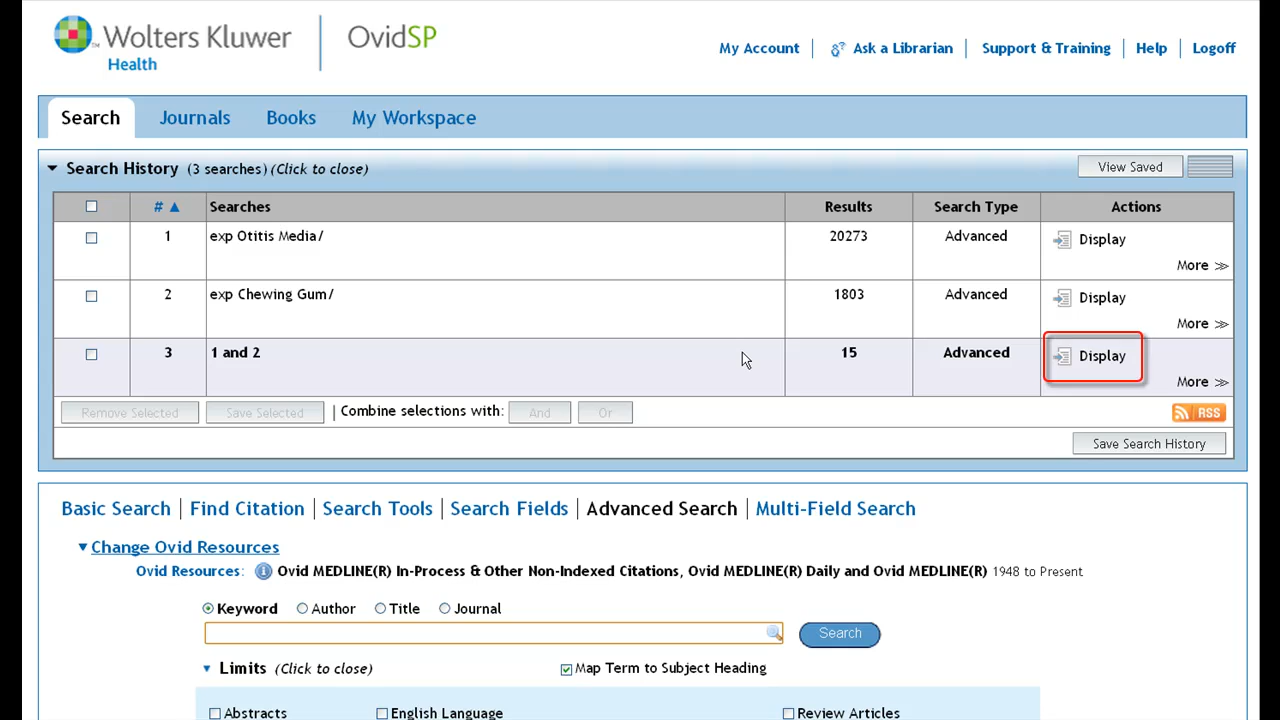 Wolters Kluwer | OvidSP
Health
My Account | Ask a Librarian | Support & Training | Help | Logoff
Search Journals Books My Workspace
Search History (3 searches) (Click to close) View Saved
# ▲ Searches Results Search Type Actions
1 exp Otitis Media/ 20273 Advanced Display
More ≫
2 exp Chewing Gum/ 1803 Advanced Display
More ≫
3 1 and 2 15 Advanced Display
More ≫
Remove Selected Save Selected | Combine selections with: And Or RSS
Save Search History
Basic Search | Find Citation | Search Tools | Search Fields | Advanced Search | Multi-Field Search
Change Ovid Resources
Ovid Resources: Ovid MEDLINE(R) In-Process & Other Non-Indexed Citations, Ovid MEDLINE(R) Daily and Ovid MEDLINE(R) 1948 to Present
Keyword Author Title Journal
Search
Limits (Click to close) Map Term to Subject Heading
Abstracts English Language Review Articles